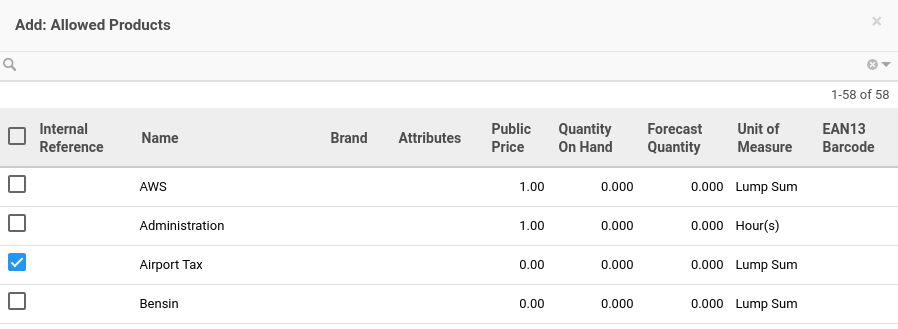 Add: Allowed Products
×
1-58 of 58
Internal Reference Name Brand Attributes Public Price Quantity On Hand Forecast Quantity Unit of Measure EAN13 Barcode
AWS 1.00 0.000 0.000 Lump Sum
Administration 1.00 0.000 0.000 Hour(s)
Airport Tax 0.00 0.000 0.000 Lump Sum
Bensin 0.00 0.000 0.000 Lump Sum